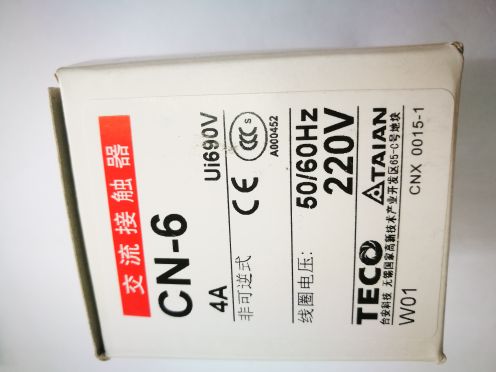 交流接触器
CN-6
4A Ui690V
非可逆式 CE CCC S
A000452
线圈电压: 50/60Hz
220V
TECO ATAIAN
台安科技 无锡国家高新技术产业开发区65-C号地块
W01 CNX 0015-1